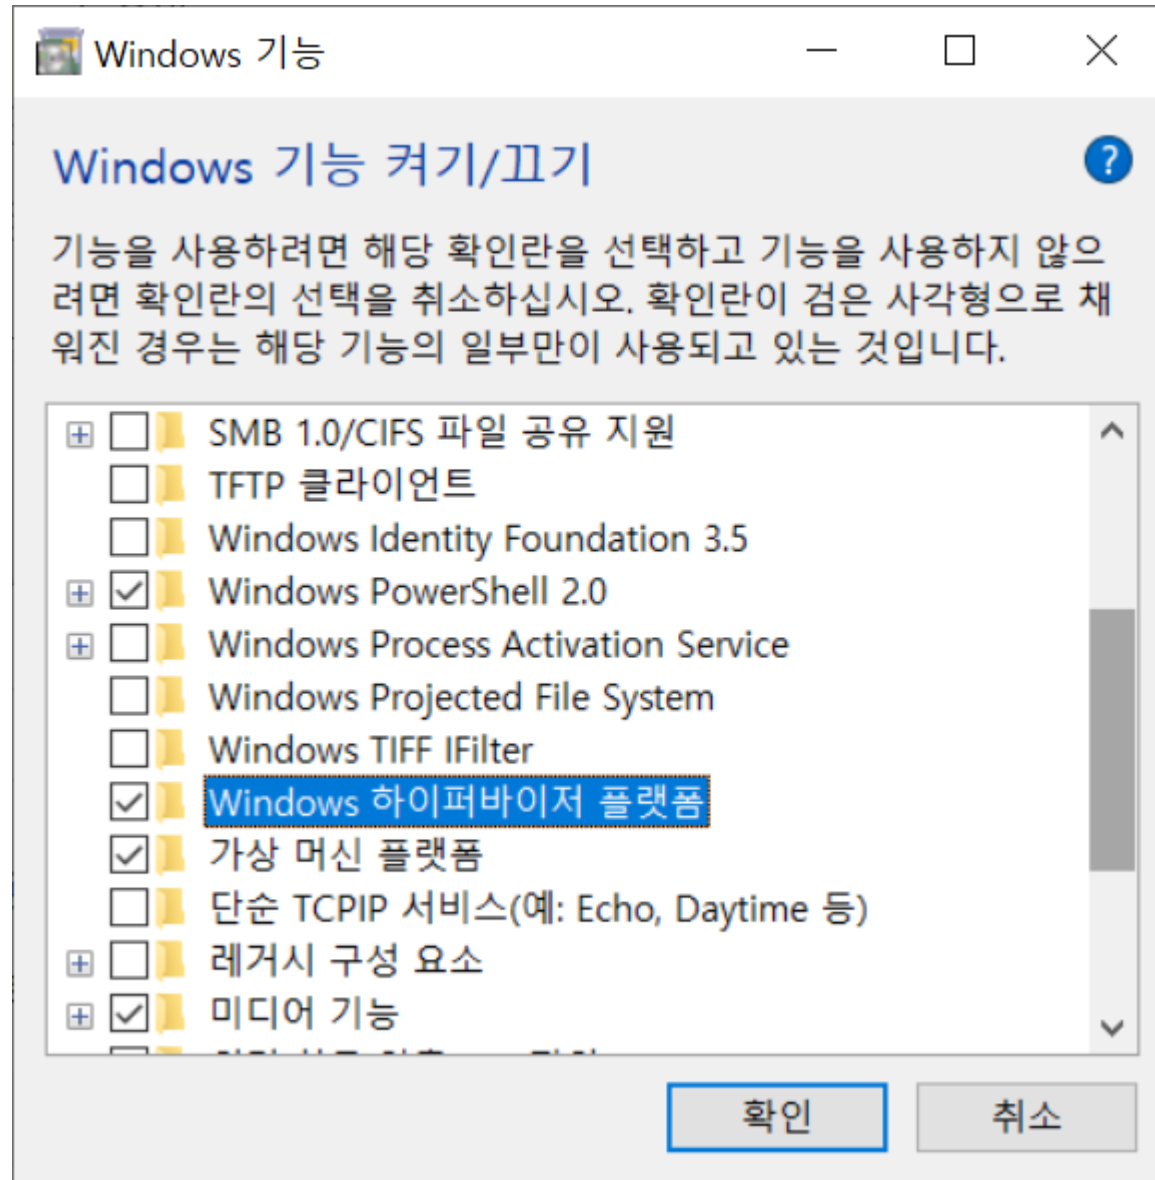 Windows 기능
Windows 기능 켜기/끄기
기능을 사용하려면 해당 확인란을 선택하고 기능을 사용하지 않으
려면 확인란의 선택을 취소하십시오. 확인란이 검은 사각형으로 채
워진 경우는 해당 기능의 일부만이 사용되고 있는 것입니다.
SMB 1.0/CIFS 파일 공유 지원
TFTP 클라이언트
Windows Identity Foundation 3.5
Windows PowerShell 2.0
Windows Process Activation Service
Windows Projected File System
Windows TIFF IFilter
Windows 하이퍼바이저 플랫폼
가상 머신 플랫폼
단순 TCPIP 서비스(예: Echo, Daytime 등)
레거시 구성 요소
미디어 기능
확인
취소